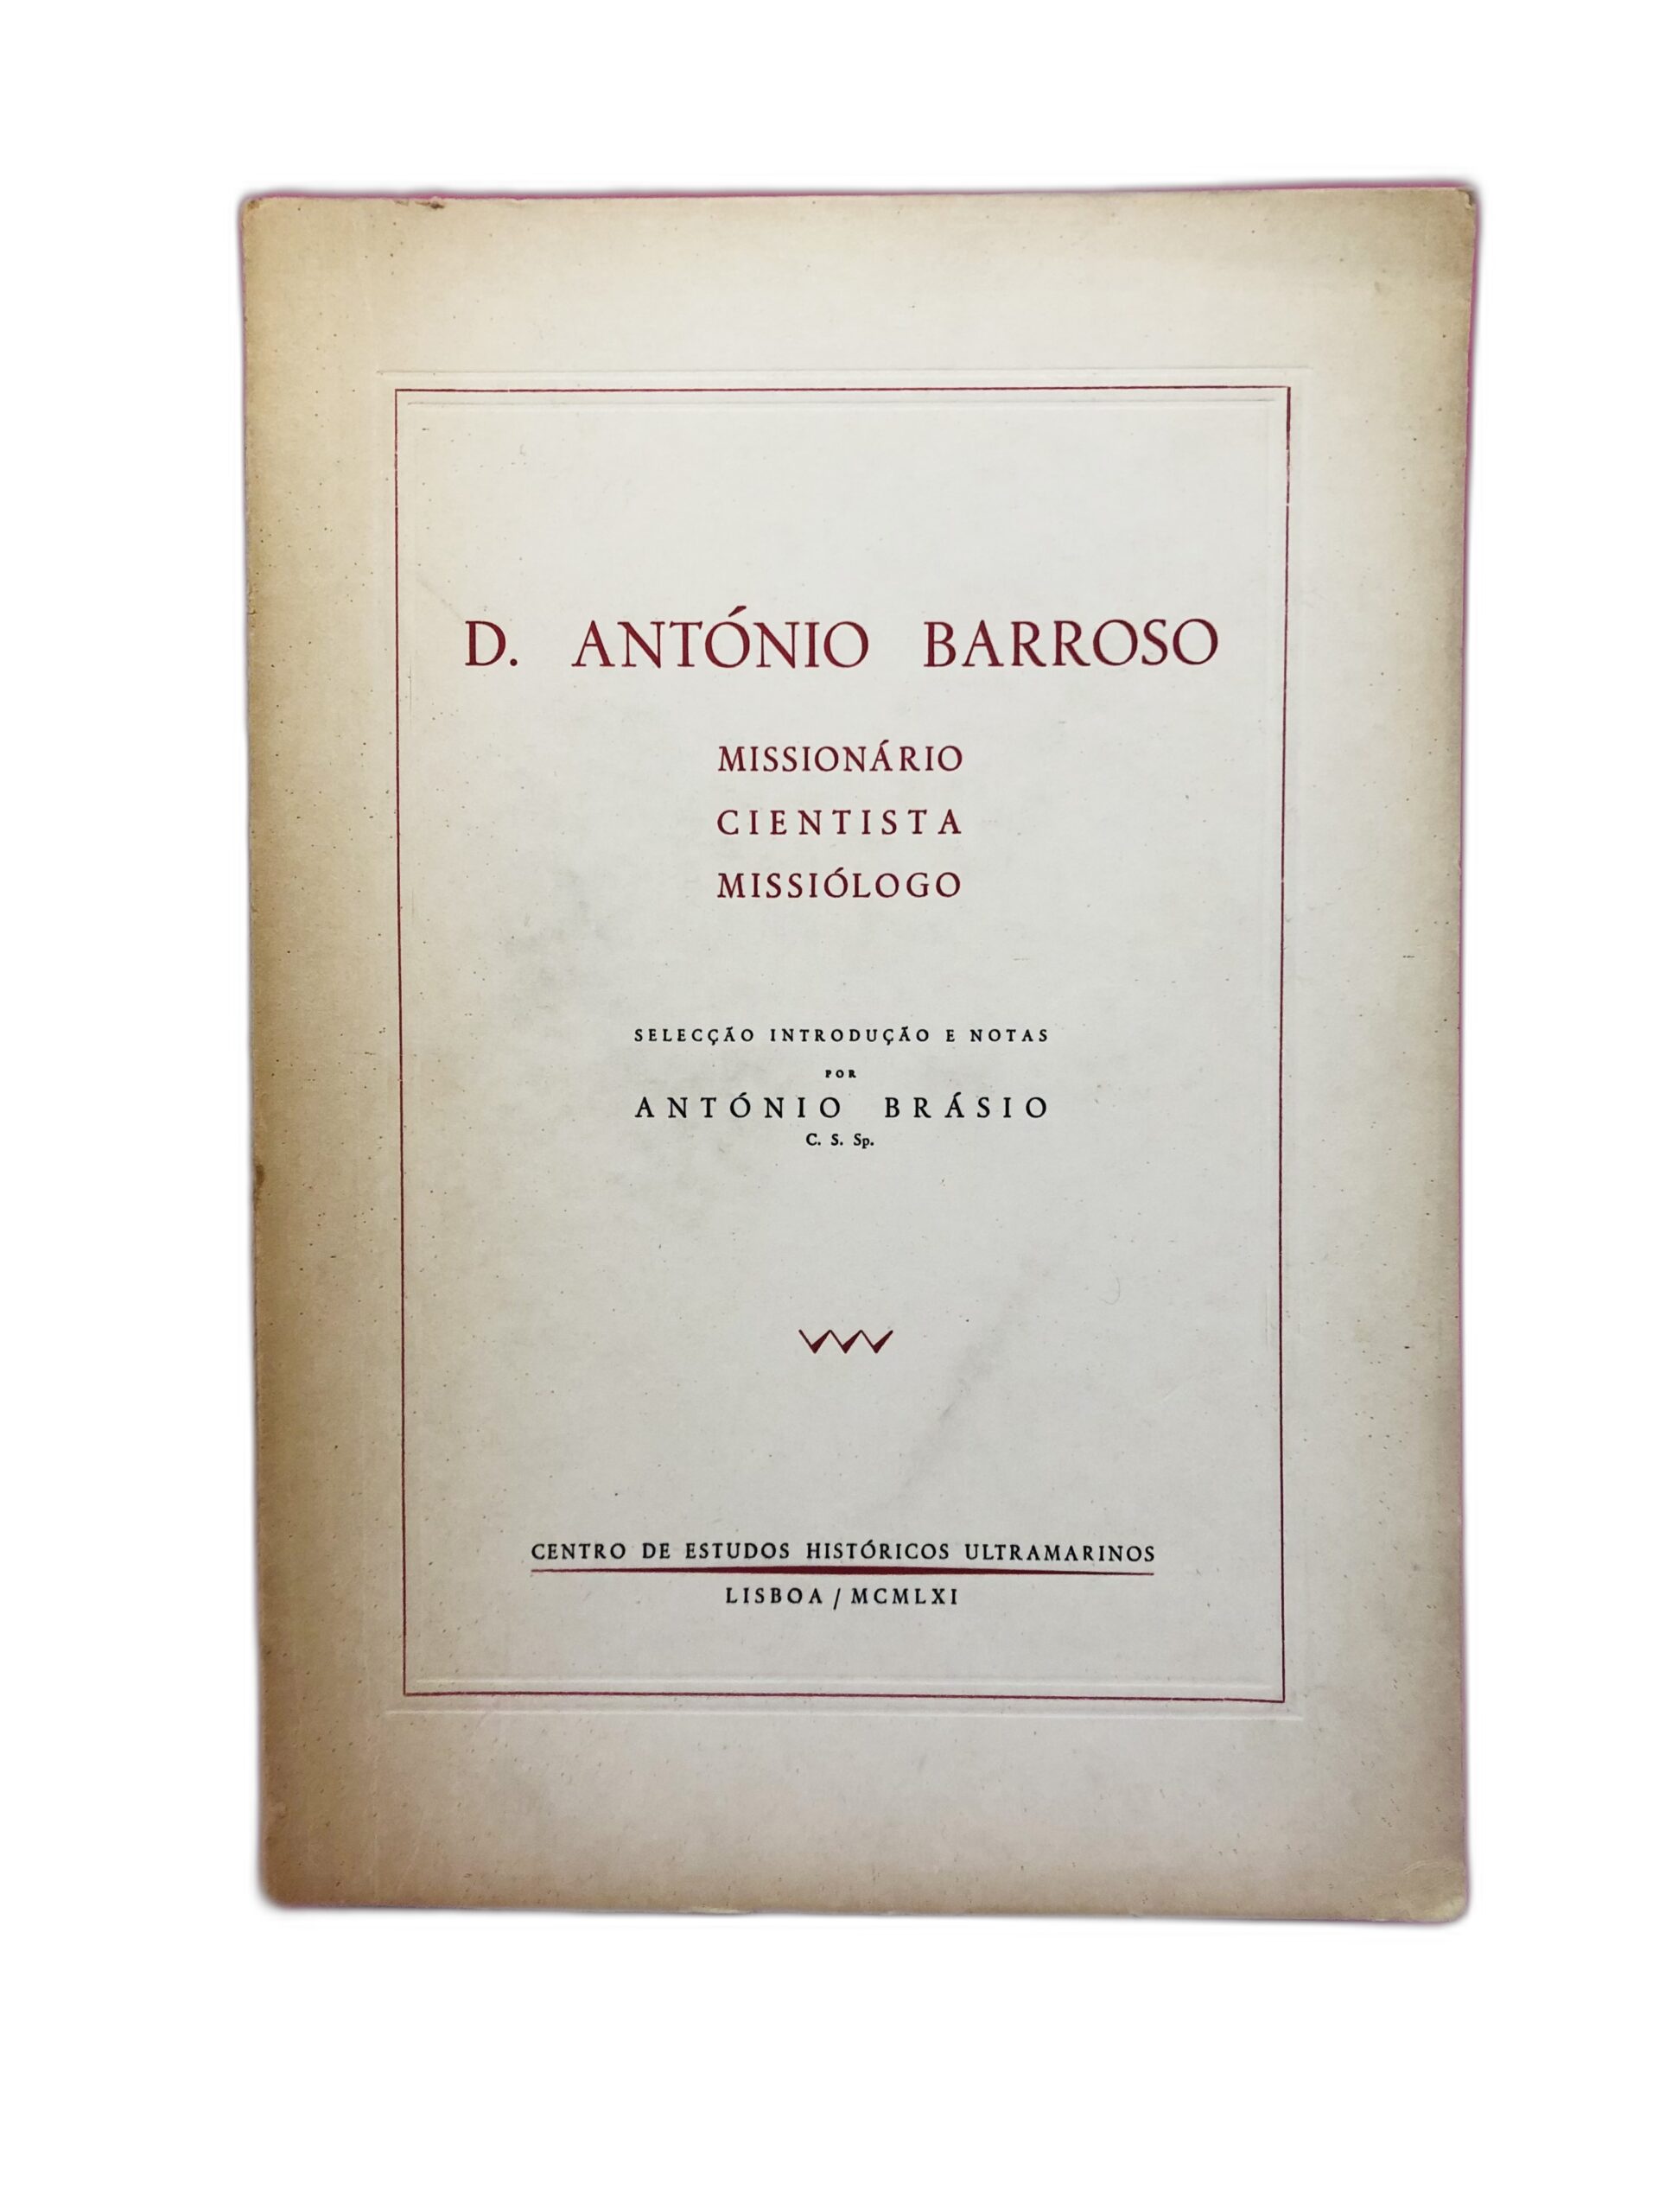 D. ANTÓNIO BARROSO
MISSIONÁRIO
CIENTISTA
MISSIÓLOGO
SELECÇÃO INTRODUÇÃO E NOTAS
POR
ANTÓNIO BRÁSIO
C. S. Sp.
CENTRO DE ESTUDOS HISTÓRICOS ULTRAMARINOS
LISBOA / MCMLXI